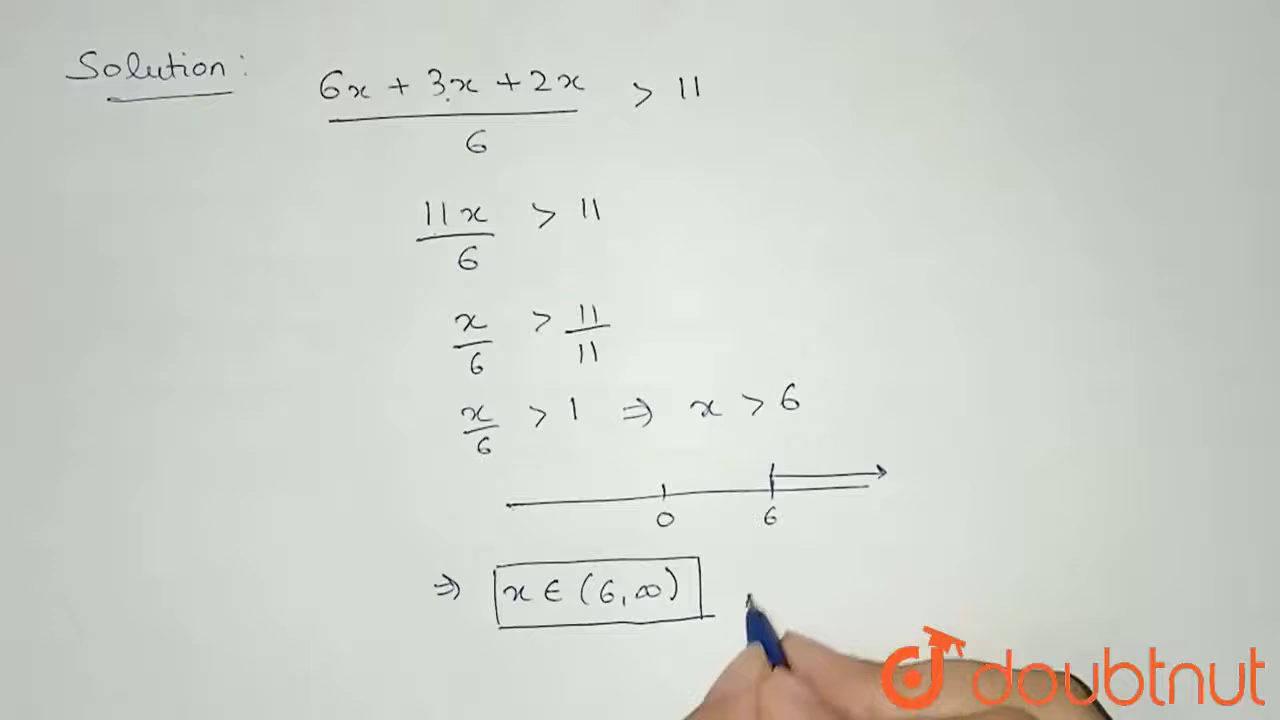 Solution:
6x + 3x + 2x > 11
6
11x > 11
6
x > 11
6 11
x > 1 ⇒ x > 6
6
0 6
⇒ x ∈ (6, ∞)
doubtnut